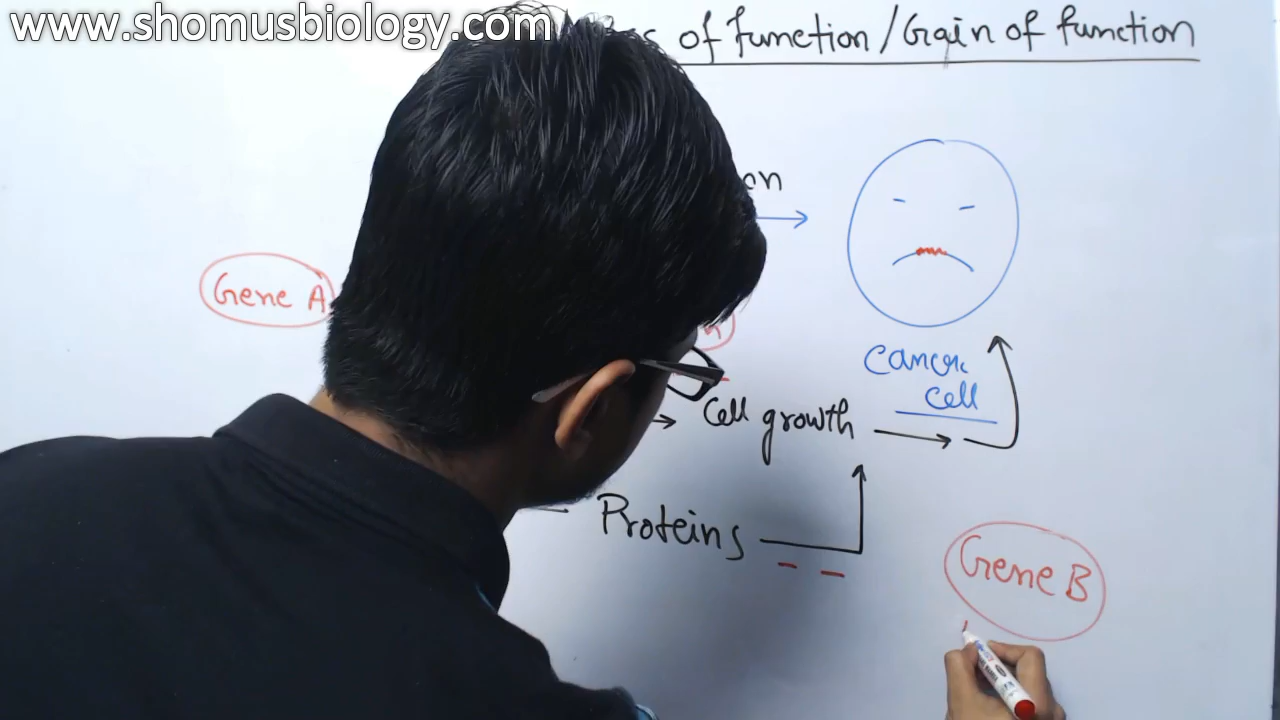 www.shomusbiology.com
of function / Gain of function
Gene A
Cancer
cell
Cell growth
Proteins
Gene B